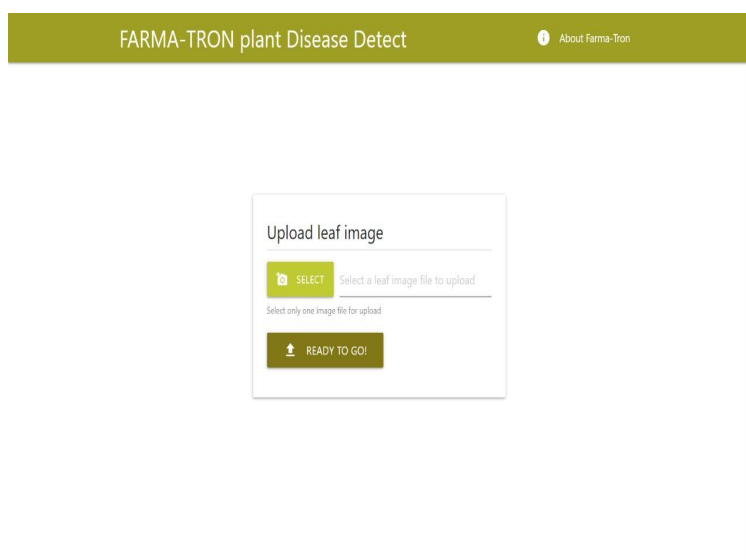 FARMA-TRON plant Disease Detect
About Farma-Tron
Upload leaf image
SELECT
Select a leaf image file to upload
Select only one image file for upload
READY TO GO!